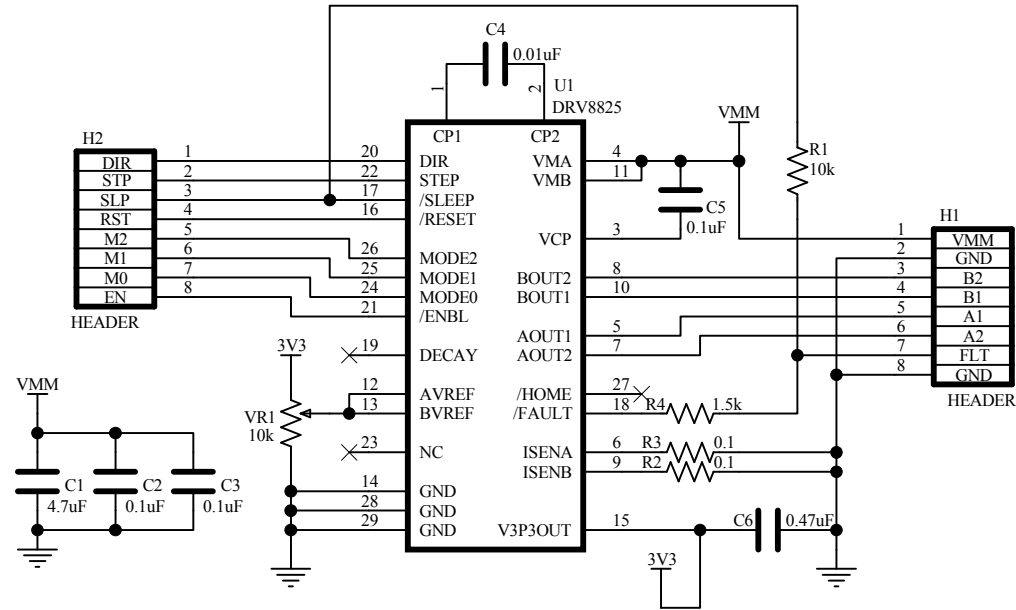 C4
0.01uF
1
2
U1
DRV8825
CP1
CP2
H2
DIR 1 20 DIR
STP 2 22 STEP
SLP 3 17 /SLEEP
RST 4 16 /RESET
M2 5 26 MODE2
M1 6 25 MODE1
M0 7 24 MODE0
EN 8 21 /ENBL
HEADER
3V3
19 DECAY
12 AVREF
13 BVREF
VR1
10k
23 NC
14 GND
28 GND
29 GND
VMM
C1
4.7uF
C2
0.1uF
C3
0.1uF
VMM
VMA 4
VMB 11
C5
0.1uF
VCP 3
BOUT2 8
BOUT1 10
AOUT1 5
AOUT2 7
/HOME 27
/FAULT 18
R4 1.5k
ISENA 6 R3 0.1
ISENB 9 R2 0.1
V3P3OUT 15
C6 0.47uF
3V3
R1
10k
H1
1 VMM
2 GND
3 B2
4 B1
5 A1
6 A2
7 FLT
8 GND
HEADER